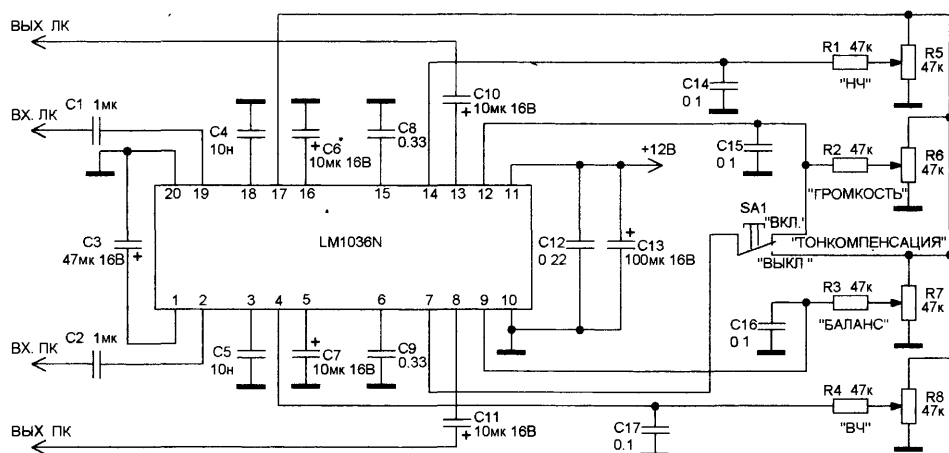 ВЫХ ЛК
ВХ. ЛК
C1 1мк
C4
10н
C6
10мк 16В
C8
0.33
C10
10мк 16В
C14
0 1
R1 47к
"НЧ"
R5
47к
C15
0 1
R2 47к
"ГРОМКОСТЬ"
R6
47к
+12В
20 19 18 17 16 15 14 13 12 11
LM1036N
1 2 3 4 5 6 7 8 9 10
C3
47мк 16В
C12
0 22
C13
100мк 16В
SA1
"ВКЛ."
"ТОНКОМПЕНСАЦИЯ"
"ВЫКЛ "
R3 47к
"БАЛАНС"
R7
47к
C16
0 1
ВХ. ПК
C2 1мк
C5
10н
C7
10мк 16В
C9
0.33
C11
10мк 16В
C17
0.1
R4 47к
"ВЧ"
R8
47к
ВЫХ ПК